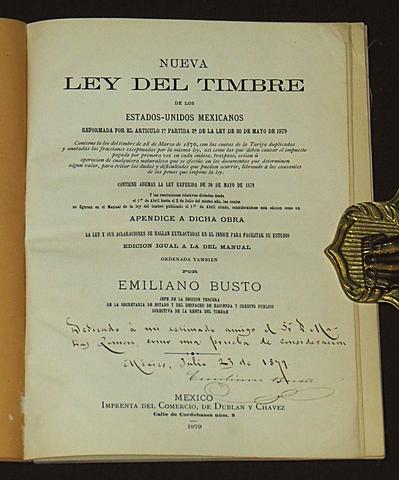 NUEVA
LEY DEL TIMBRE
DE LOS
ESTADOS-UNIDOS MEXICANOS
REFORMADA POR EL ARTICULO 1º PARTIDA 3ª DE LA LEY DE 30 DE MAYO DE 1879
Contiene la ley del timbre de 28 de Marzo de 1876, con las cuotas de la Tarifa duplicadas
y anotadas las fracciones exceptuadas por la misma ley, así como las que deben causar el impuesto
pagado por primera vez en cada endoso, traspaso, cesion ú
operacion de cualquiera naturaleza que se efectúe en los documentos que determinen
algun valor, para evitar las dudas y dificultades que pueden ocurrir, librando á los causantes
de las penas que impone la ley.
CONTIENE ADEMAS LA LEY REFERIDA DE 30 DE MAYO DE 1879
Y las resoluciones relativas dictadas desde
el 1º de Abril hasta el 8 de Julio del mismo año, las cuales
no figuran en el Manual de la ley del timbre publicado el 1º de Abril citado, considerándose esta edicion como un
APENDICE A DICHA OBRA
LA LEY Y SUS ACLARACIONES SE HALLAN EXTRACTADAS EN EL INDICE PARA FACILITAR SU ESTUDIO
EDICION IGUAL A LA DEL MANUAL
ORDENADA TAMBIEN
POR
EMILIANO BUSTO
JEFE DE LA SECCION TERCERA
DE LA SECRETARIA DE ESTADO Y DEL DESPACHO DE HACIENDA Y CREDITO PUBLICO
DIRECTIVA DE LA RENTA DEL TIMBRE
Dedicado à mi estimado amigo el Sr D Ma-
tias Romero, como una prueba de consideracion
México, Julio 23 de 1879
Emiliano Busto
MEXICO
IMPRENTA DEL COMERCIO, DE DUBLAN Y CHAVEZ
Calle de Cordobanes núm. 8
1879